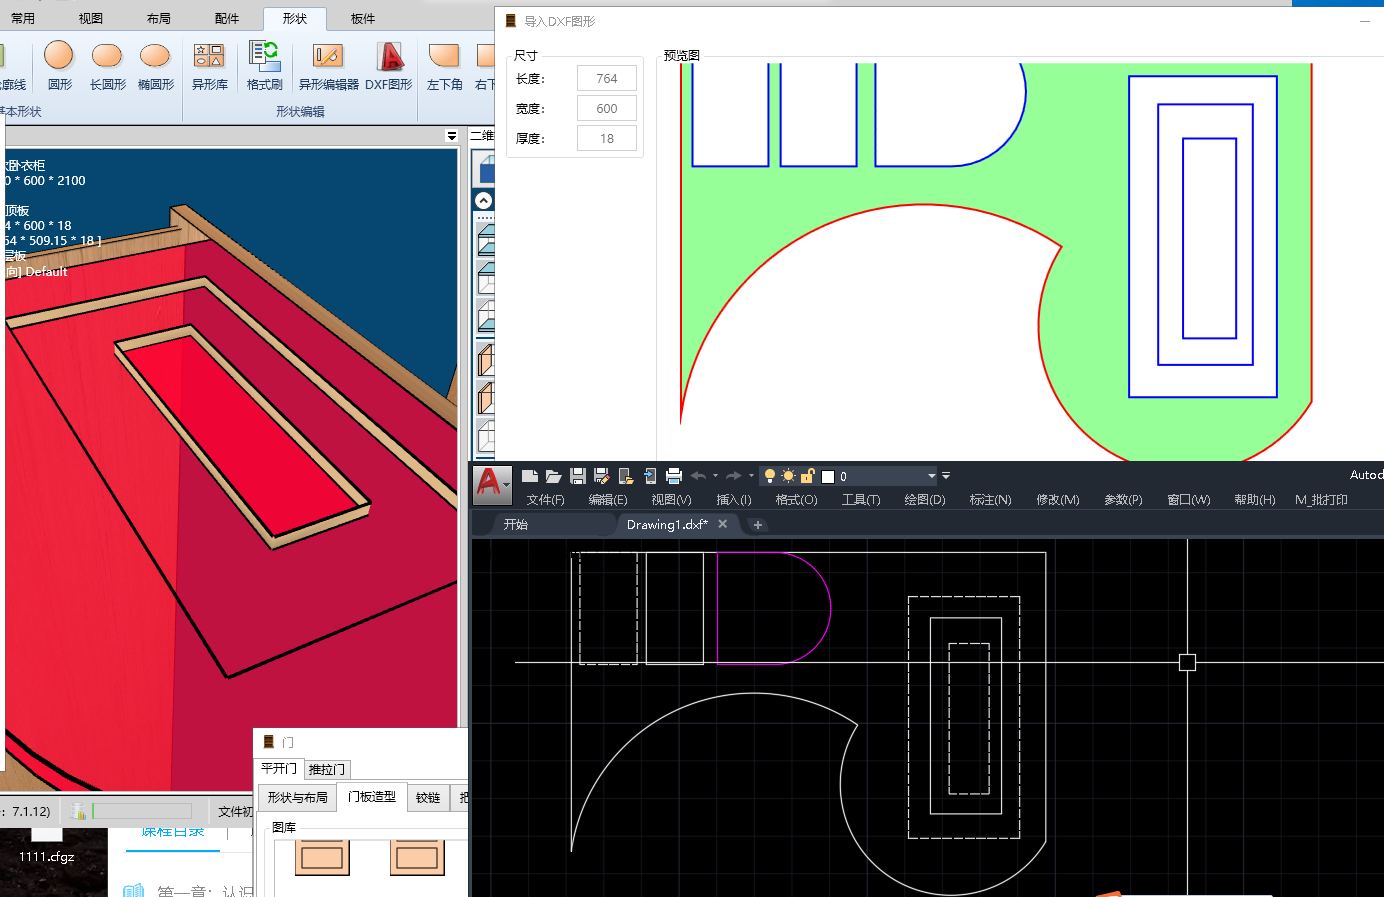 常用 视图 布局 配件 形状 板件
圆形 长圆形 椭圆形 异形库 格式刷 异形编辑器 DXF图形 左下角 右下
廓线
基本形状 形状编辑
次卧衣柜
0 * 600 * 2100
顶板
4 * 600 * 18
54 * 509.15 * 18 ]
层板
向] Default
二维
导入DXF图形
尺寸
长度: 764
宽度: 600
厚度: 18
预览图
0
Autod
文件(F) 编辑(E) 视图(V) 插入(I) 格式(O) 工具(T) 绘图(D) 标注(N) 修改(M) 参数(P) 窗口(W) 帮助(H) M_批打印
开始 Drawing1.dxf*
门
平开门 推拉门
形状与布局 门板造型 铰链
图库
: 7.1.12) 文件初
1111.cfgz
课程目录
第一章: 认识